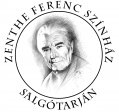 ZENTHE FERENC SZÍNHÁZ
SALGÓTARJÁN